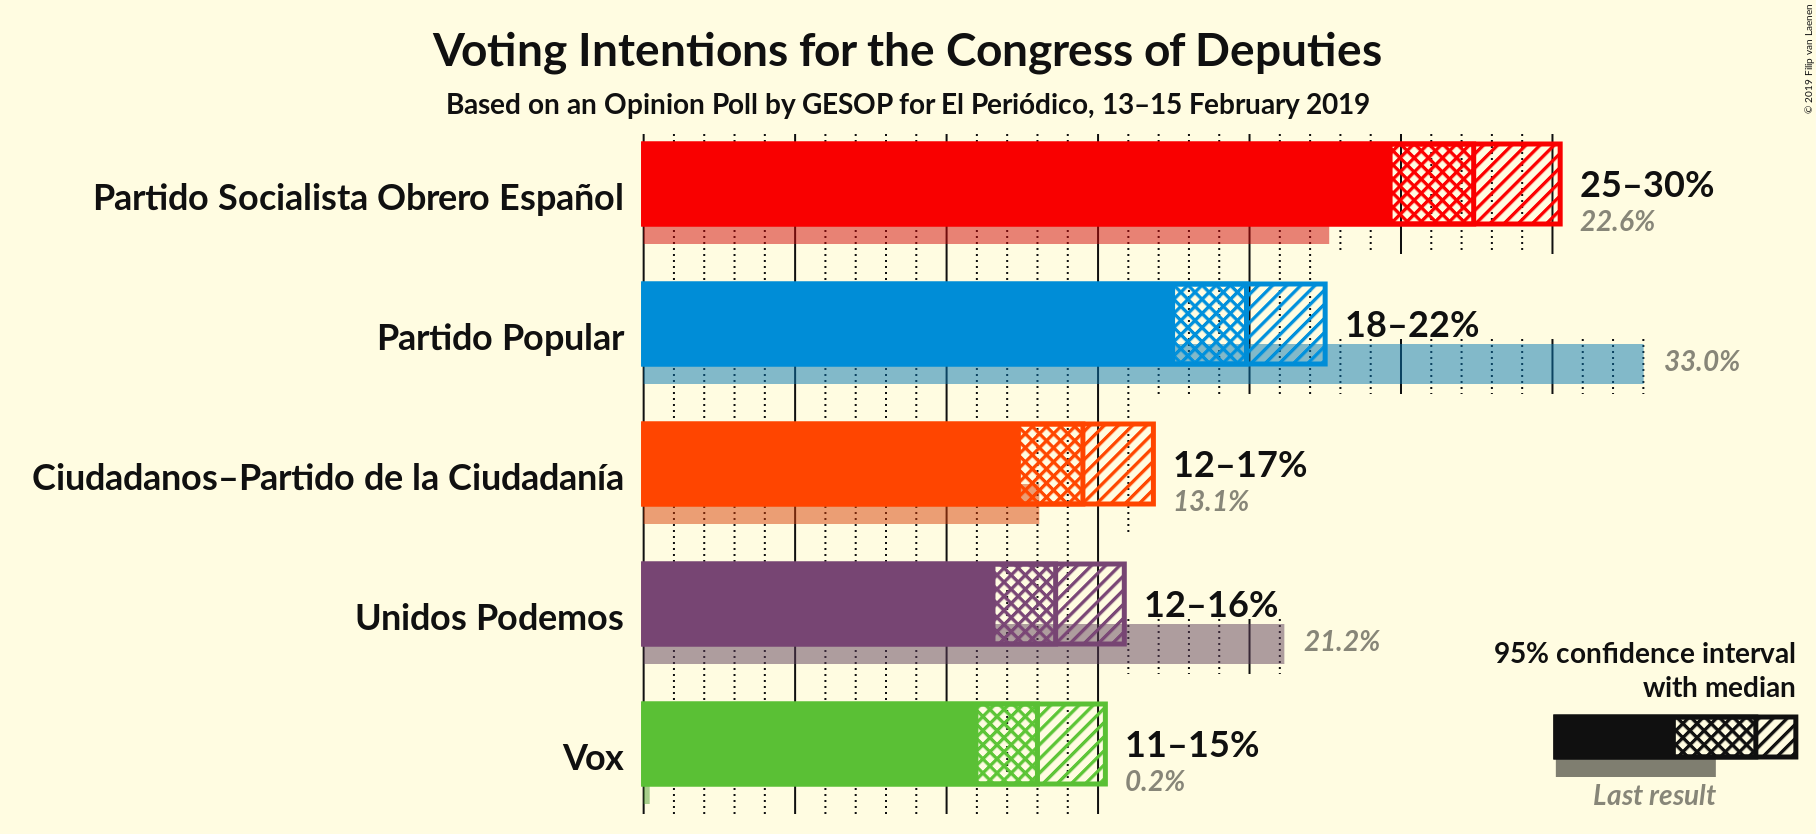 Voting Intentions for the Congress of Deputies
Based on an Opinion Poll by GESOP for El Periódico, 13–15 February 2019
© 2019 Filip van Laenen
Partido Socialista Obrero Español
25–30%
22.6%
Partido Popular
18–22%
33.0%
Ciudadanos–Partido de la Ciudadanía
12–17%
13.1%
Unidos Podemos
12–16%
21.2%
Vox
11–15%
0.2%
95% confidence interval
with median
Last result